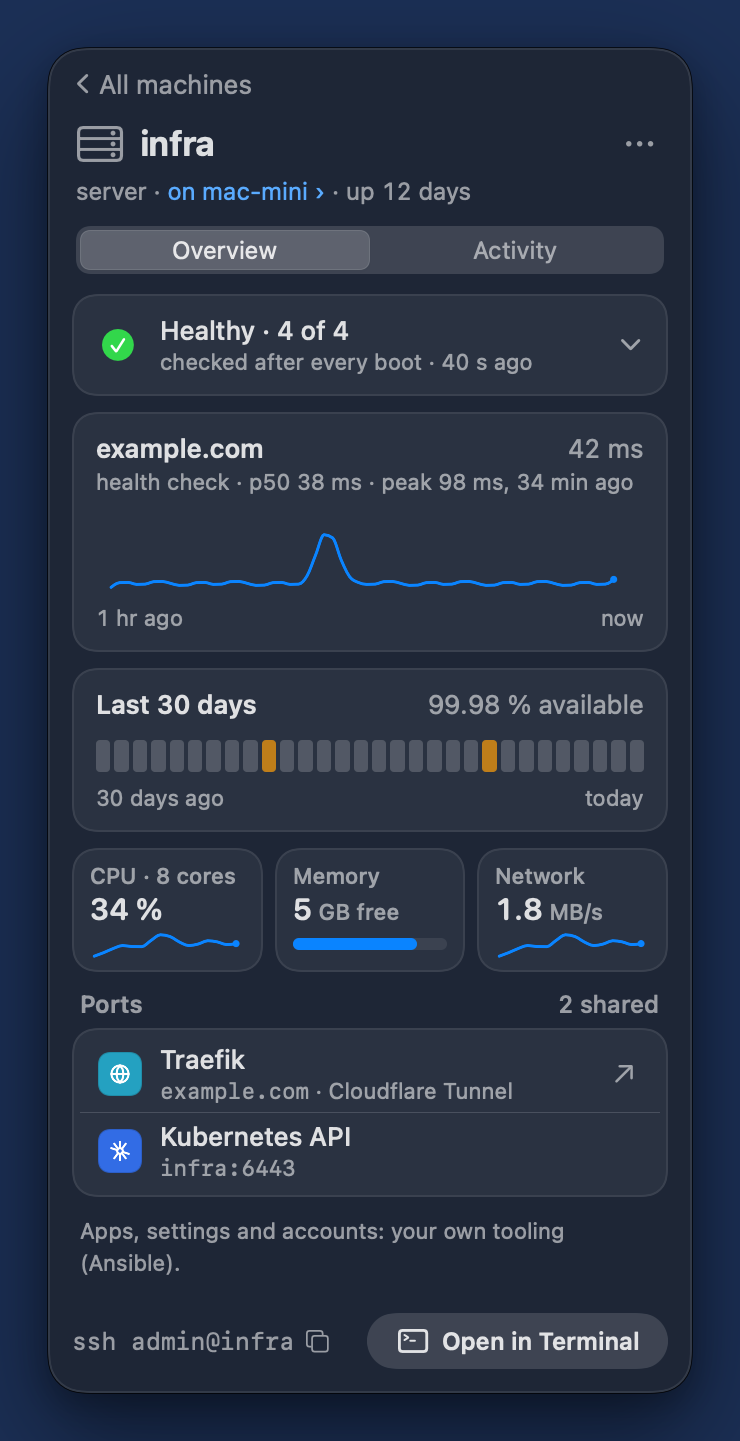 All machines
infra
server · on mac-mini › · up 12 days
Overview Activity
Healthy · 4 of 4
checked after every boot · 40 s ago
example.com 42 ms
health check · p50 38 ms · peak 98 ms, 34 min ago
1 hr ago now
Last 30 days 99.98 % available
30 days ago today
CPU · 8 cores Memory Network
34 % 5 GB free 1.8 MB/s
Ports 2 shared
Traefik
example.com · Cloudflare Tunnel
Kubernetes API
infra:6443
Apps, settings and accounts: your own tooling
(Ansible).
ssh admin@infra Open in Terminal